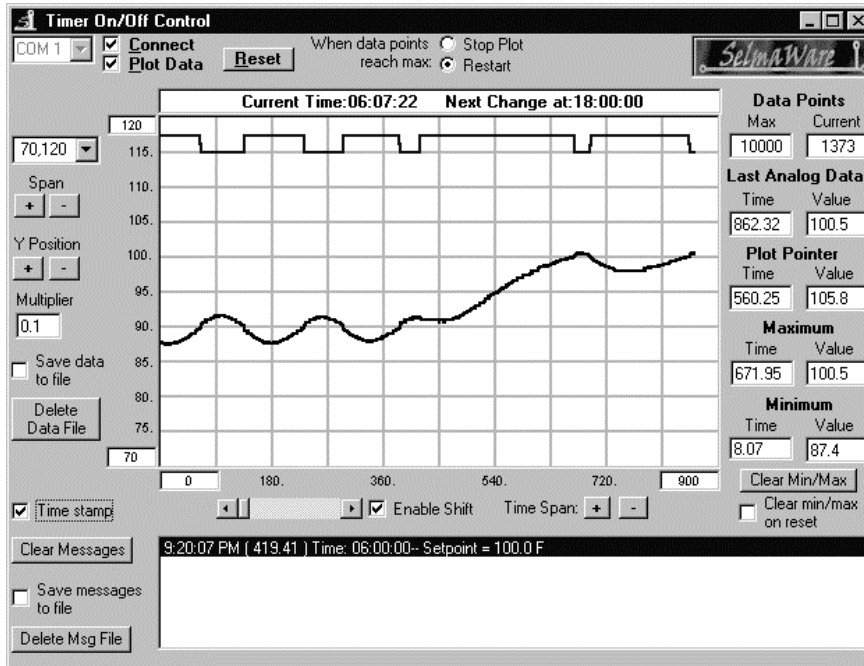 Timer On/Off Control
COM 1
Connect
Plot Data
Reset
When data points reach max:
Stop Plot
Restart
SelmaWare
Current Time:06:07:22 Next Change at:18:00:00
Data Points
Max Current
10000 1373
Last Analog Data
Time Value
862.32 100.5
Plot Pointer
Time Value
560.25 105.8
Maximum
Time Value
671.95 100.5
Minimum
Time Value
8.07 87.4
Clear Min/Max
Clear min/max
on reset
70,120
Span
+ -
Y Position
+ -
Multiplier
0.1
Save data
to file
Delete
Data File
120
115.
110.
105.
100.
95.
90.
85.
80.
75.
70
0 180. 360. 540. 720. 900
Enable Shift
Time Span: + -
Time stamp
Clear Messages
Save messages
to file
Delete Msg File
9:20:07 PM ( 419.41 ) Time: 06:00:00-- Setpoint = 100.0 F